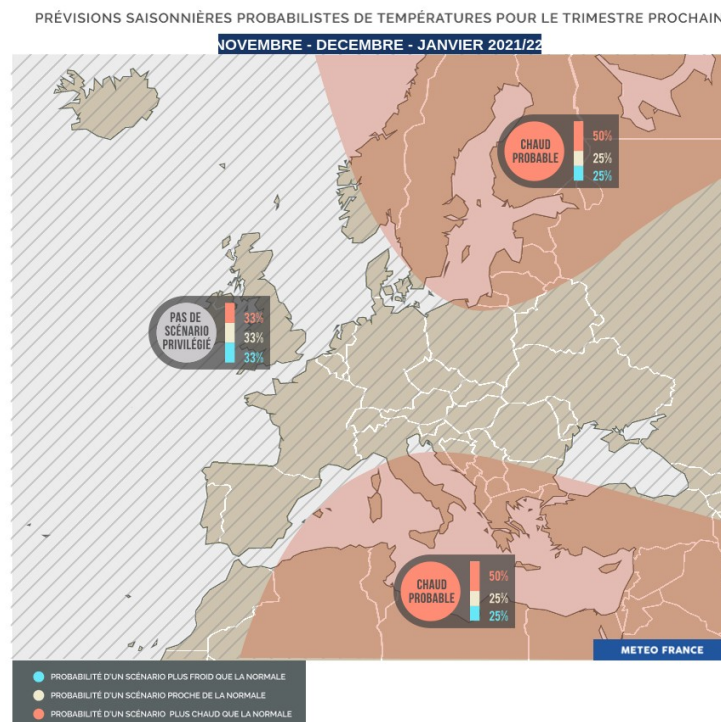 PRÉVISIONS SAISONNIÈRES PROBABILISTES DE TEMPÉRATURES POUR LE TRIMESTRE PROCHAIN
NOVEMBRE - DECEMBRE - JANVIER 2021/22
CHAUD
PROBABLE
50%
25%
25%
PAS DE
SCÉNARIO
PRIVILÉGIÉ
33%
33%
33%
CHAUD
PROBABLE
50%
25%
25%
METEO FRANCE
PROBABILITÉ D'UN SCÉNARIO PLUS FROID QUE LA NORMALE
PROBABILITÉ D'UN SCÉNARIO PROCHE DE LA NORMALE
PROBABILITÉ D'UN SCÉNARIO PLUS CHAUD QUE LA NORMALE